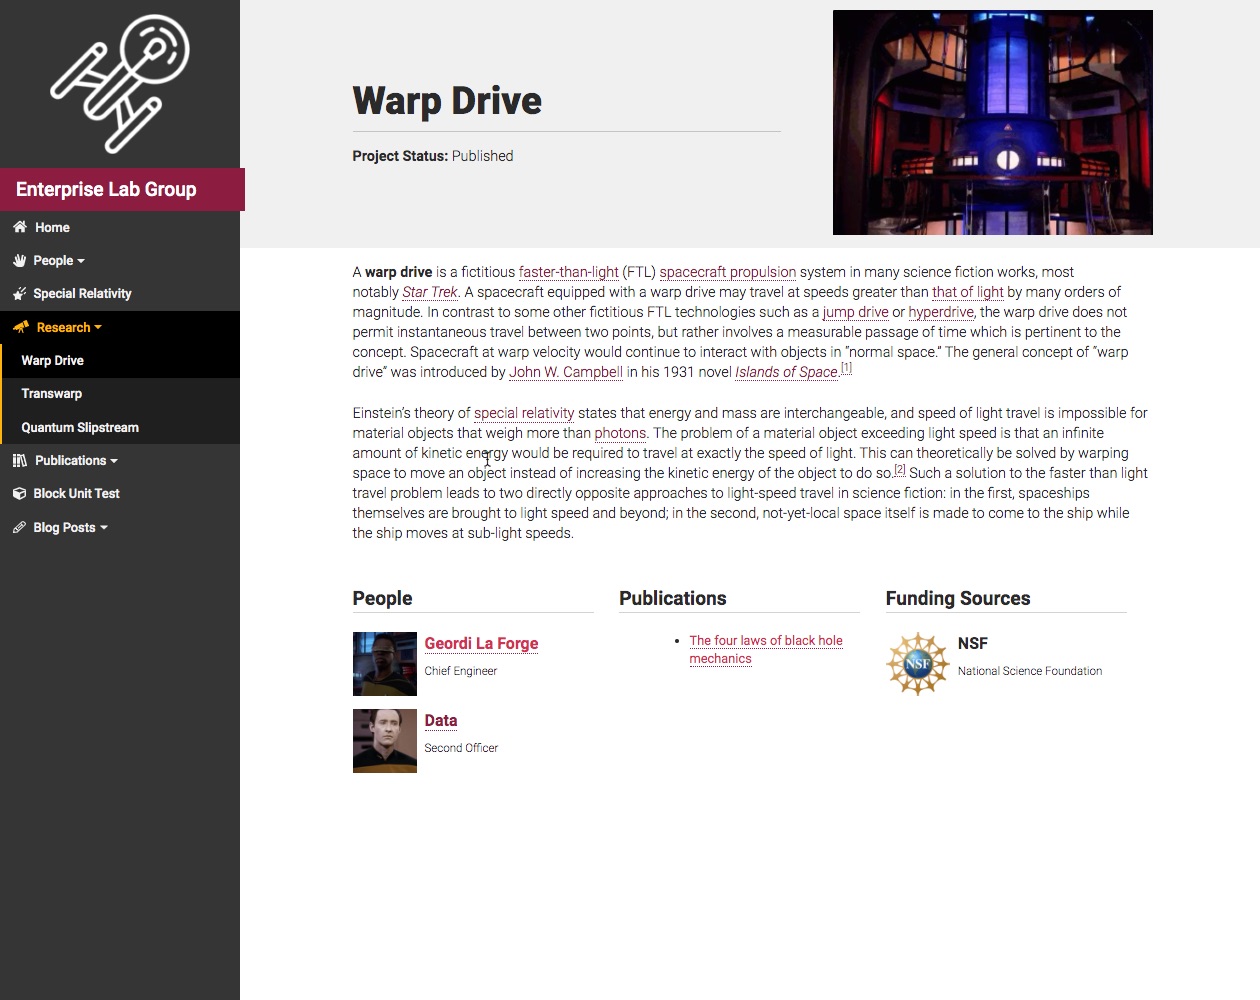 Enterprise Lab Group
Home
People
Special Relativity
Research
Warp Drive
Transwarp
Quantum Slipstream
Publications
Block Unit Test
Blog Posts
Warp Drive
Project Status: Published
A warp drive is a fictitious faster-than-light (FTL) spacecraft propulsion system in many science fiction works, most
notably Star Trek. A spacecraft equipped with a warp drive may travel at speeds greater than that of light by many orders of
magnitude. In contrast to some other fictitious FTL technologies such as a jump drive or hyperdrive, the warp drive does not
permit instantaneous travel between two points, but rather involves a measurable passage of time which is pertinent to the
concept. Spacecraft at warp velocity would continue to interact with objects in “normal space.” The general concept of “warp
drive” was introduced by John W. Campbell in his 1931 novel Islands of Space.[1]
Einstein’s theory of special relativity states that energy and mass are interchangeable, and speed of light travel is impossible for
material objects that weigh more than photons. The problem of a material object exceeding light speed is that an infinite
amount of kinetic energy would be required to travel at exactly the speed of light. This can theoretically be solved by warping
space to move an object instead of increasing the kinetic energy of the object to do so.[2] Such a solution to the faster than light
travel problem leads to two directly opposite approaches to light-speed travel in science fiction: in the first, spaceships
themselves are brought to light speed and beyond; in the second, not-yet-local space itself is made to come to the ship while
the ship moves at sub-light speeds.
People
Geordi La Forge
Chief Engineer
Data
Second Officer
Publications
The four laws of black hole
mechanics
Funding Sources
NSF
NSF
National Science Foundation